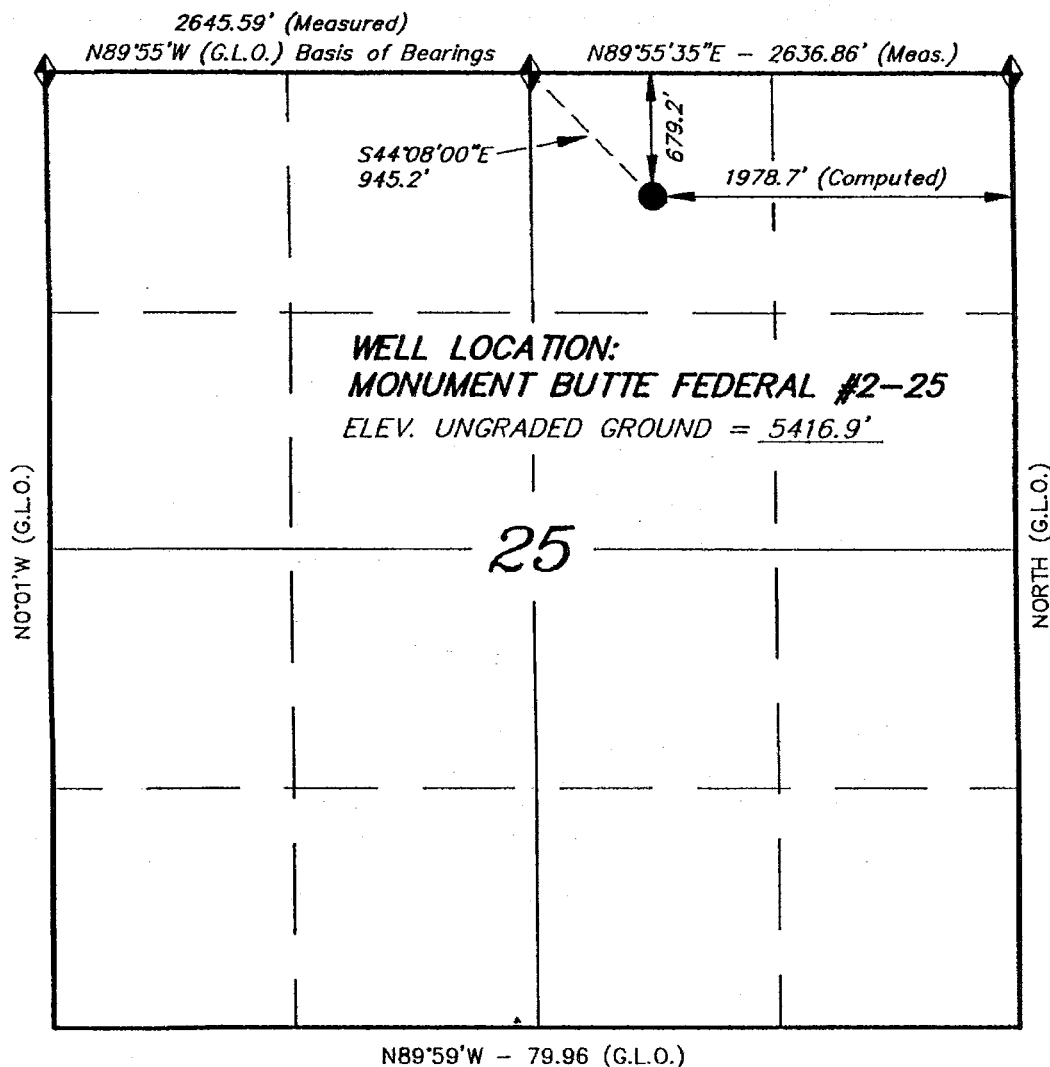 2645.59' (Measured)
N89°55'W (G.L.O.) Basis of Bearings
N89°55'35"E - 2636.86' (Meas.)
S44°08'00"E
945.2'
679.2'
1978.7' (Computed)
WELL LOCATION:
MONUMENT BUTTE FEDERAL #2-25
ELEV. UNGRADED GROUND = 5416.9'
N0°01'W (G.L.O.)
25
NORTH (G.L.O.)
N89°59'W - 79.96 (G.L.O.)